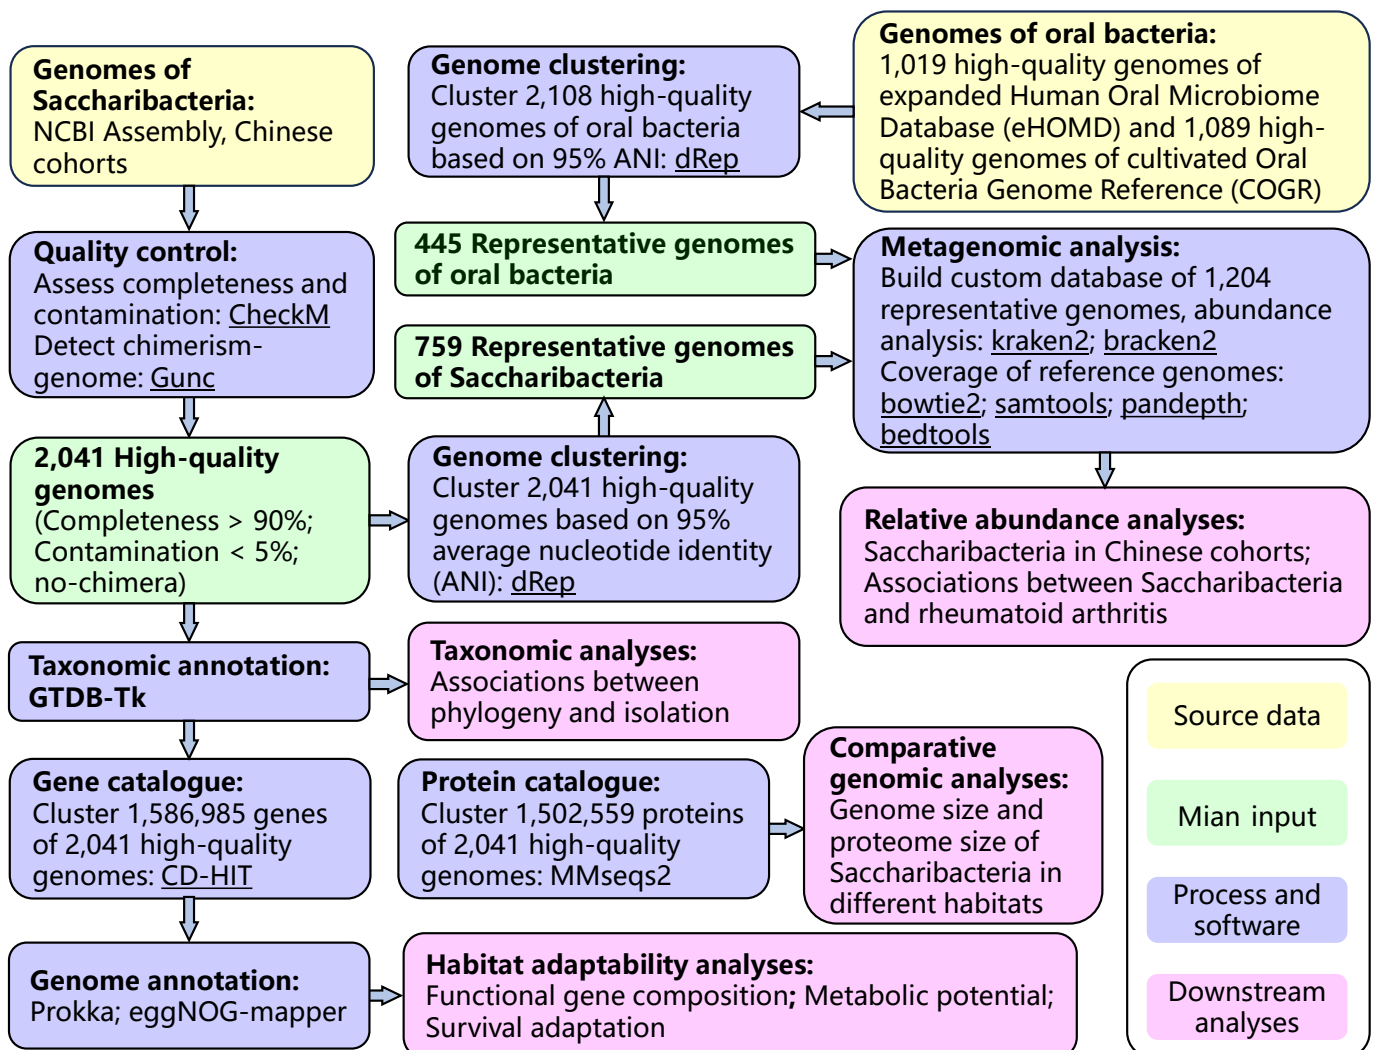 Genomes of
Saccharibacteria:
NCBI Assembly, Chinese
cohorts
Genome clustering:
Cluster 2,108 high-quality
genomes of oral bacteria
based on 95% ANI: dRep
Genomes of oral bacteria:
1,019 high-quality genomes of
expanded Human Oral Microbiome
Database (eHOMD) and 1,089 high-
quality genomes of cultivated Oral
Bacteria Genome Reference (COGR)
Quality control:
Assess completeness and
contamination: CheckM
Detect chimerism-
genome: Gunc
445 Representative genomes
of oral bacteria
759 Representative genomes
of Saccharibacteria
Metagenomic analysis:
Build custom database of 1,204
representative genomes, abundance
analysis: kraken2; bracken2
Coverage of reference genomes:
bowtie2; samtools; pandepth;
bedtools
2,041 High-quality
genomes
(Completeness > 90%;
Contamination < 5%;
no-chimera)
Genome clustering:
Cluster 2,041 high-quality
genomes based on 95%
average nucleotide identity
(ANI): dRep
Relative abundance analyses:
Saccharibacteria in Chinese cohorts;
Associations between Saccharibacteria
and rheumatoid arthritis
Taxonomic annotation:
GTDB-Tk
Taxonomic analyses:
Associations between
phylogeny and isolation
Gene catalogue:
Cluster 1,586,985 genes
of 2,041 high-quality
genomes: CD-HIT
Protein catalogue:
Cluster 1,502,559 proteins
of 2,041 high-quality
genomes: MMseqs2
Comparative
genomic analyses:
Genome size and
proteome size of
Saccharibacteria in
different habitats
Genome annotation:
Prokka; eggNOG-mapper
Habitat adaptability analyses:
Functional gene composition; Metabolic potential;
Survival adaptation
Source data
Mian input
Process and
software
Downstream
analyses